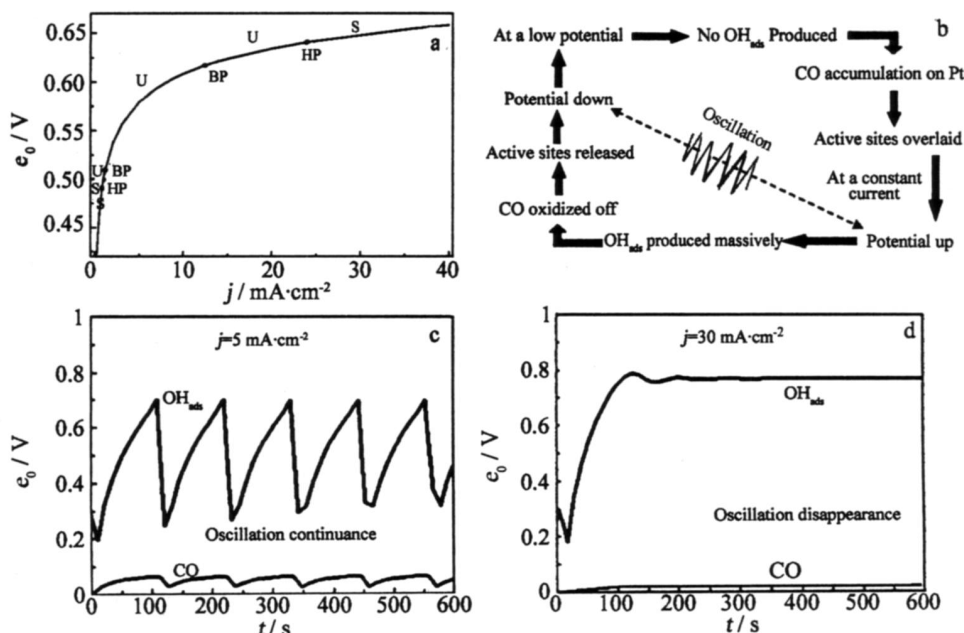 a
e₀ / V
0.65
0.60
0.55
0.50
0.45
U
S
U
HP
BP
U BP
S HP
S
0 10 20 30 40
j / mA·cm⁻²
b
At a low potential
No OHads Produced
CO accumulation on Pt
Potential down
Oscillation
Active sites overlaid
Active sites released
At a constant
current
CO oxidized off
OHads produced massively
Potential up
c
j=5 mA·cm⁻²
e₀ / V
1
0.8
0.6
0.4
0.2
0
OHads
Oscillation continuance
CO
0 100 200 300 400 500 600
t / s
d
j=30 mA·cm⁻²
e₀ / V
1
0.8
0.6
0.4
0.2
0
OHads
Oscillation disappearance
CO
0 100 200 300 400 500 600
t / s